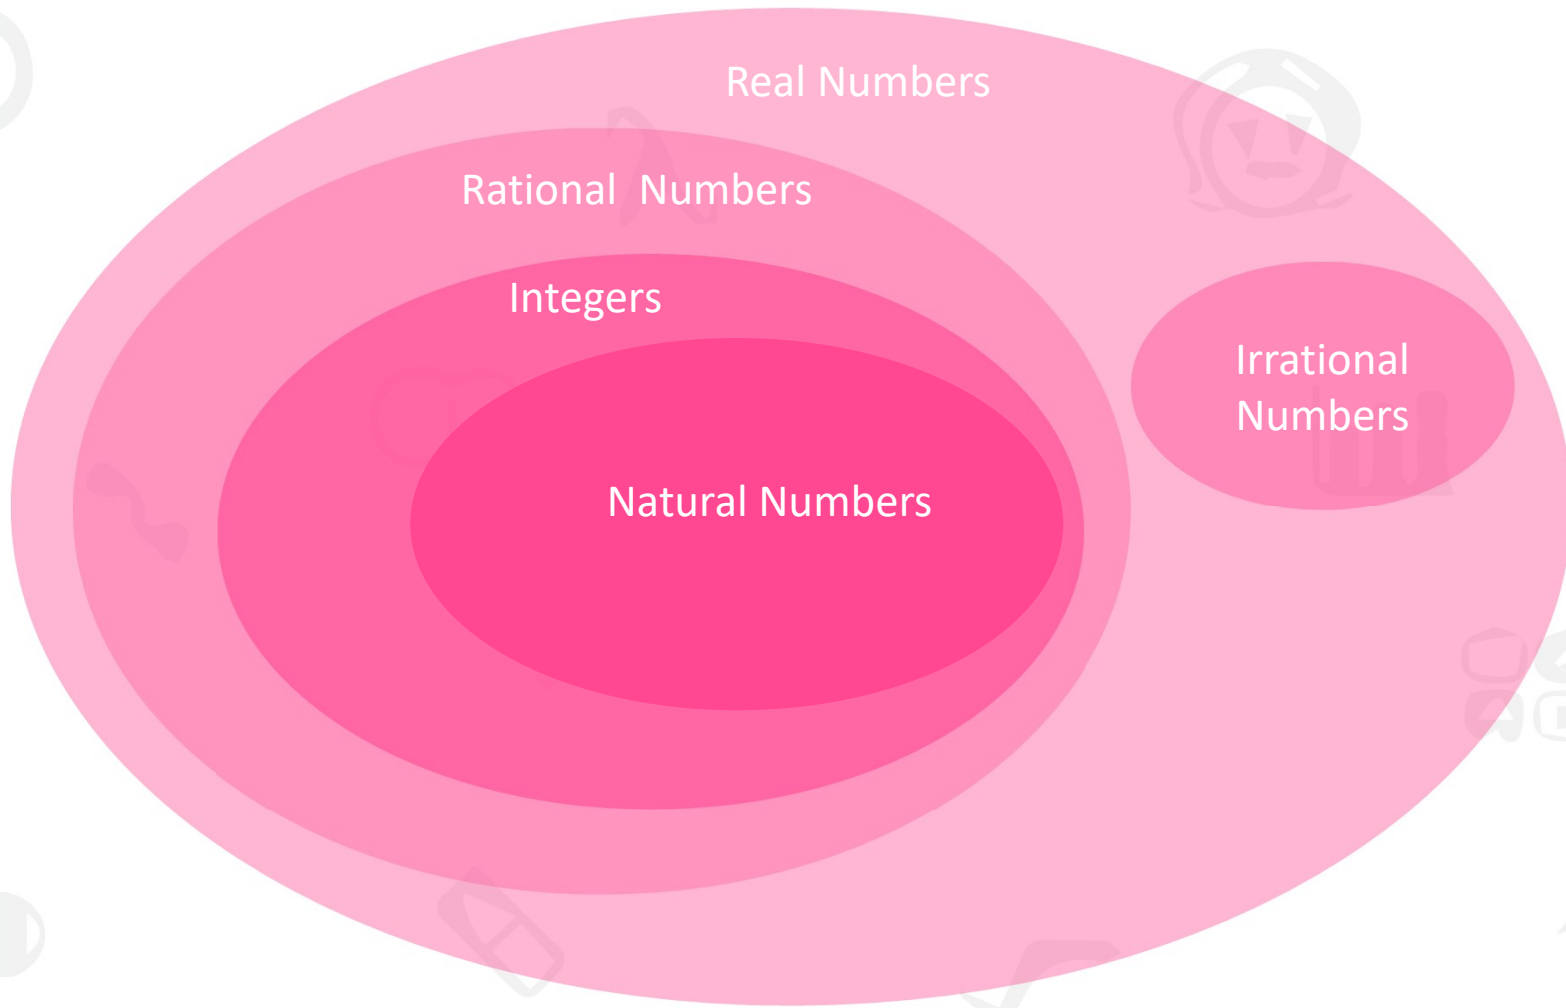 Real Numbers
Rational  Numbers
Integers
Irrational
Numbers
Natural Numbers